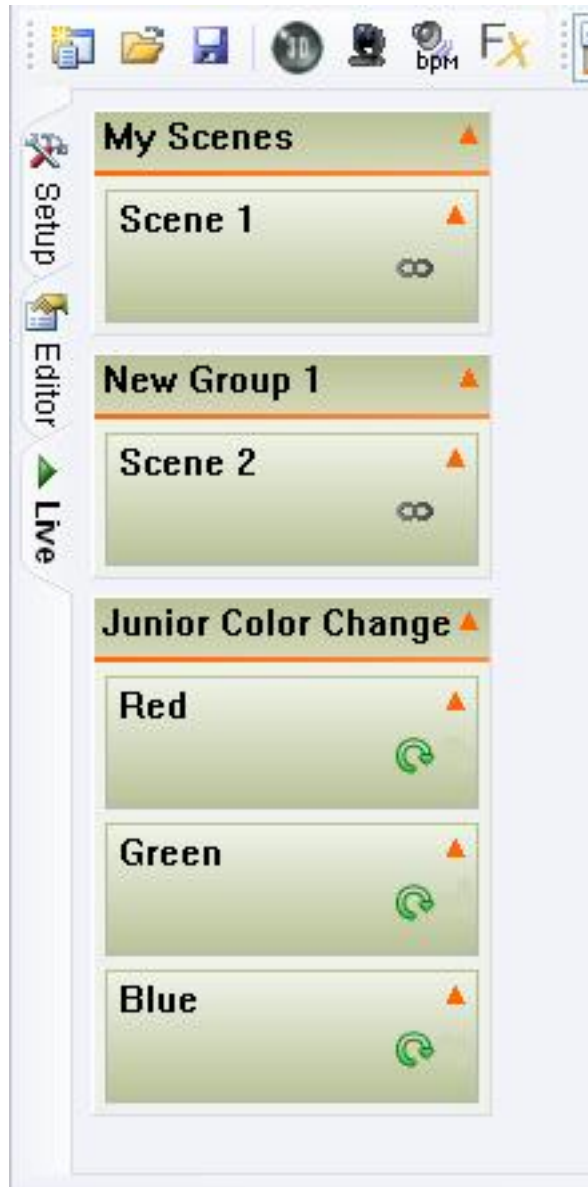 3D
bpm
Fx
Setup
Editor
Live
My Scenes
Scene 1
New Group 1
Scene 2
Junior Color Change
Red
Green
Blue